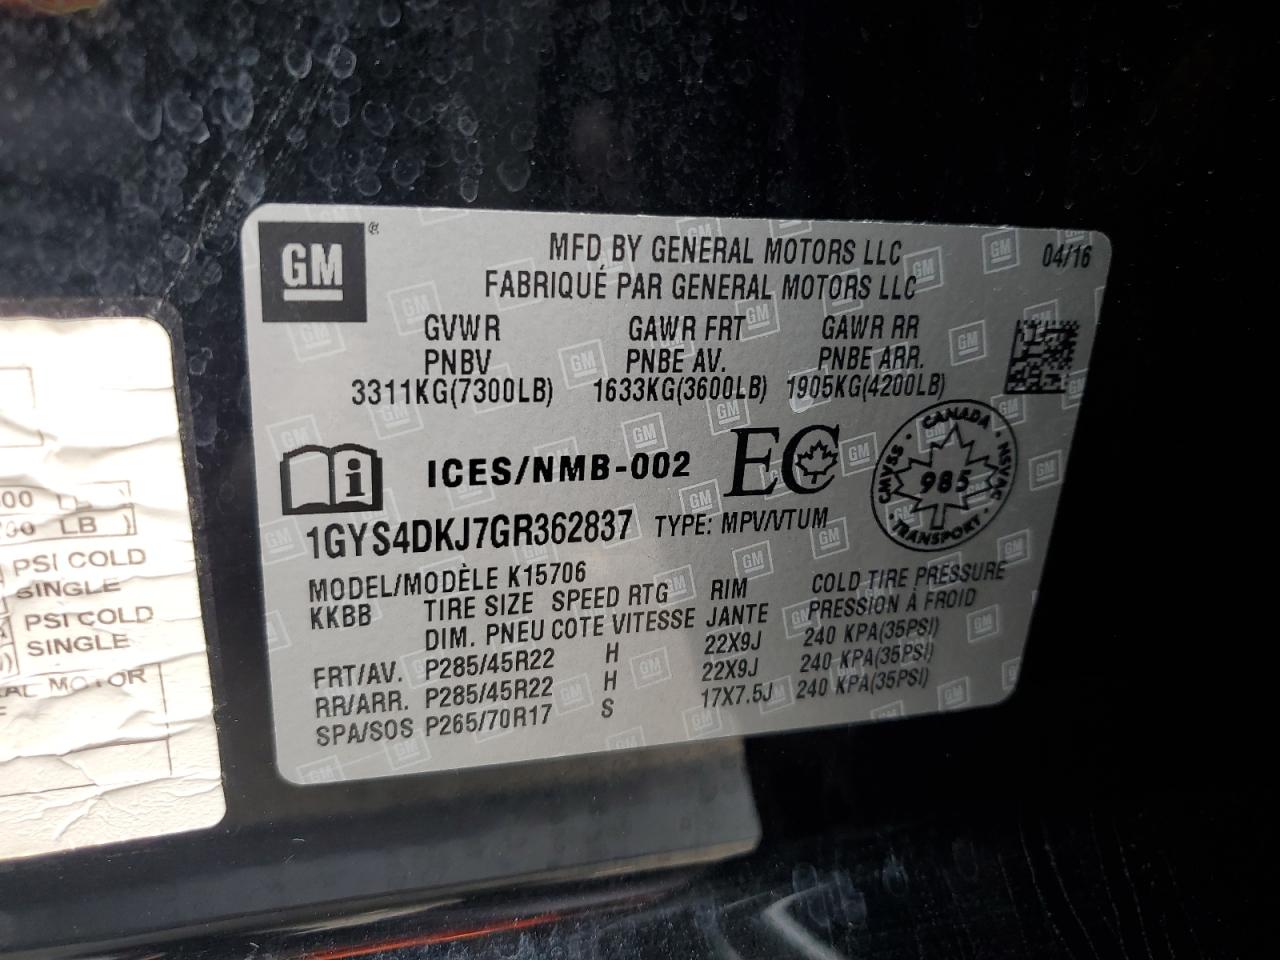 GM
MFD BY GENERAL MOTORS LLC 04/16
FABRIQUÉ PAR GENERAL MOTORS LLC
GVWR GAWR FRT GAWR RR
PNBV PNBE AV. PNBE ARR.
3311KG(7300LB) 1633KG(3600LB) 1905KG(4200LB)
ICES/NMB-002 EC
CANADA
CMVSS NSVAC
985
TRANSPORT
1GYS4DKJ7GR362837 TYPE: MPV/VTUM
MODEL/MODÈLE K15706
KKBB TIRE SIZE SPEED RTG RIM COLD TIRE PRESSURE
DIM. PNEU COTE VITESSE JANTE PRESSION À FROID
FRT/AV. P285/45R22 H 22X9J 240 KPA(35PSI)
RR/ARR. P285/45R22 H 22X9J 240 KPA(35PSI)
SPA/SOS P265/70R17 S 17X7.5J 240 KPA(35PSI)
LB)
PSI COLD
SINGLE
PSI COLD
SINGLE
MOTOR